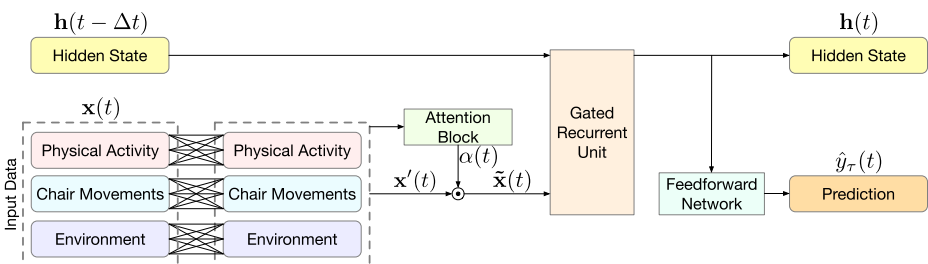 h(t − Δt)
Hidden State
h(t)
Hidden State
x(t)
Input Data
Physical Activity
Chair Movements
Environment
Physical Activity
Chair Movements
Environment
Attention
Block
α(t)
x′(t)
x̃(t)
Gated
Recurrent
Unit
Feedforward
Network
ŷτ(t)
Prediction